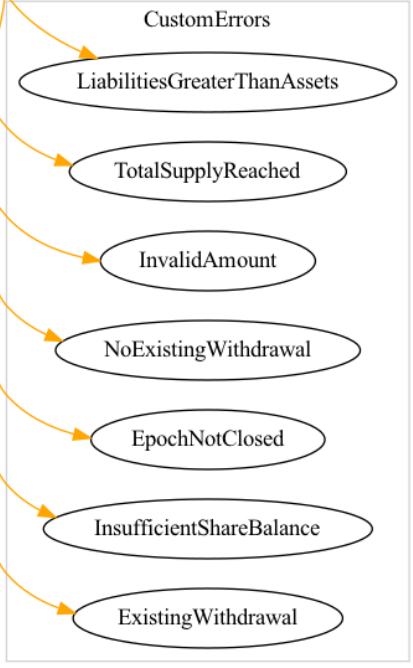 CustomErrors
LiabilitiesGreaterThanAssets
TotalSupplyReached
InvalidAmount
NoExistingWithdrawal
EpochNotClosed
InsufficientShareBalance
ExistingWithdrawal